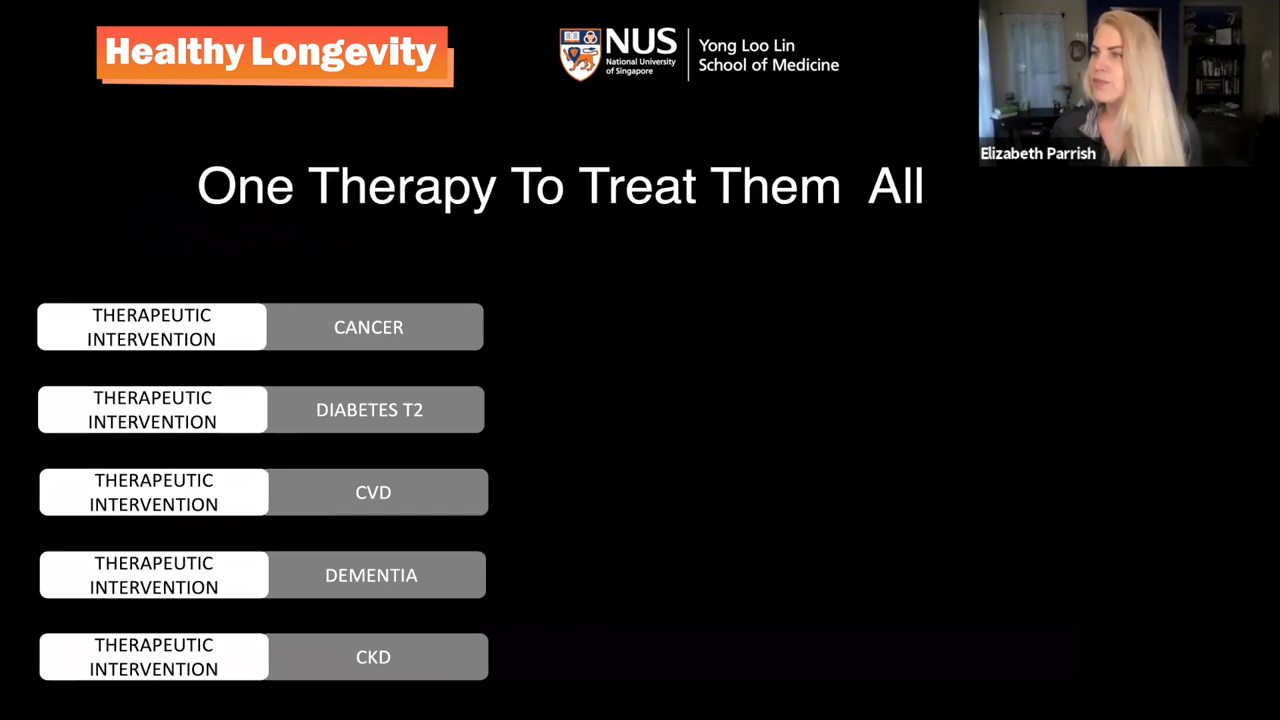 Healthy Longevity
NUS
National University
of Singapore
Yong Loo Lin
School of Medicine
Elizabeth Parrish
One Therapy To Treat Them All
THERAPEUTIC
INTERVENTION
CANCER
THERAPEUTIC
INTERVENTION
DIABETES T2
THERAPEUTIC
INTERVENTION
CVD
THERAPEUTIC
INTERVENTION
DEMENTIA
THERAPEUTIC
INTERVENTION
CKD